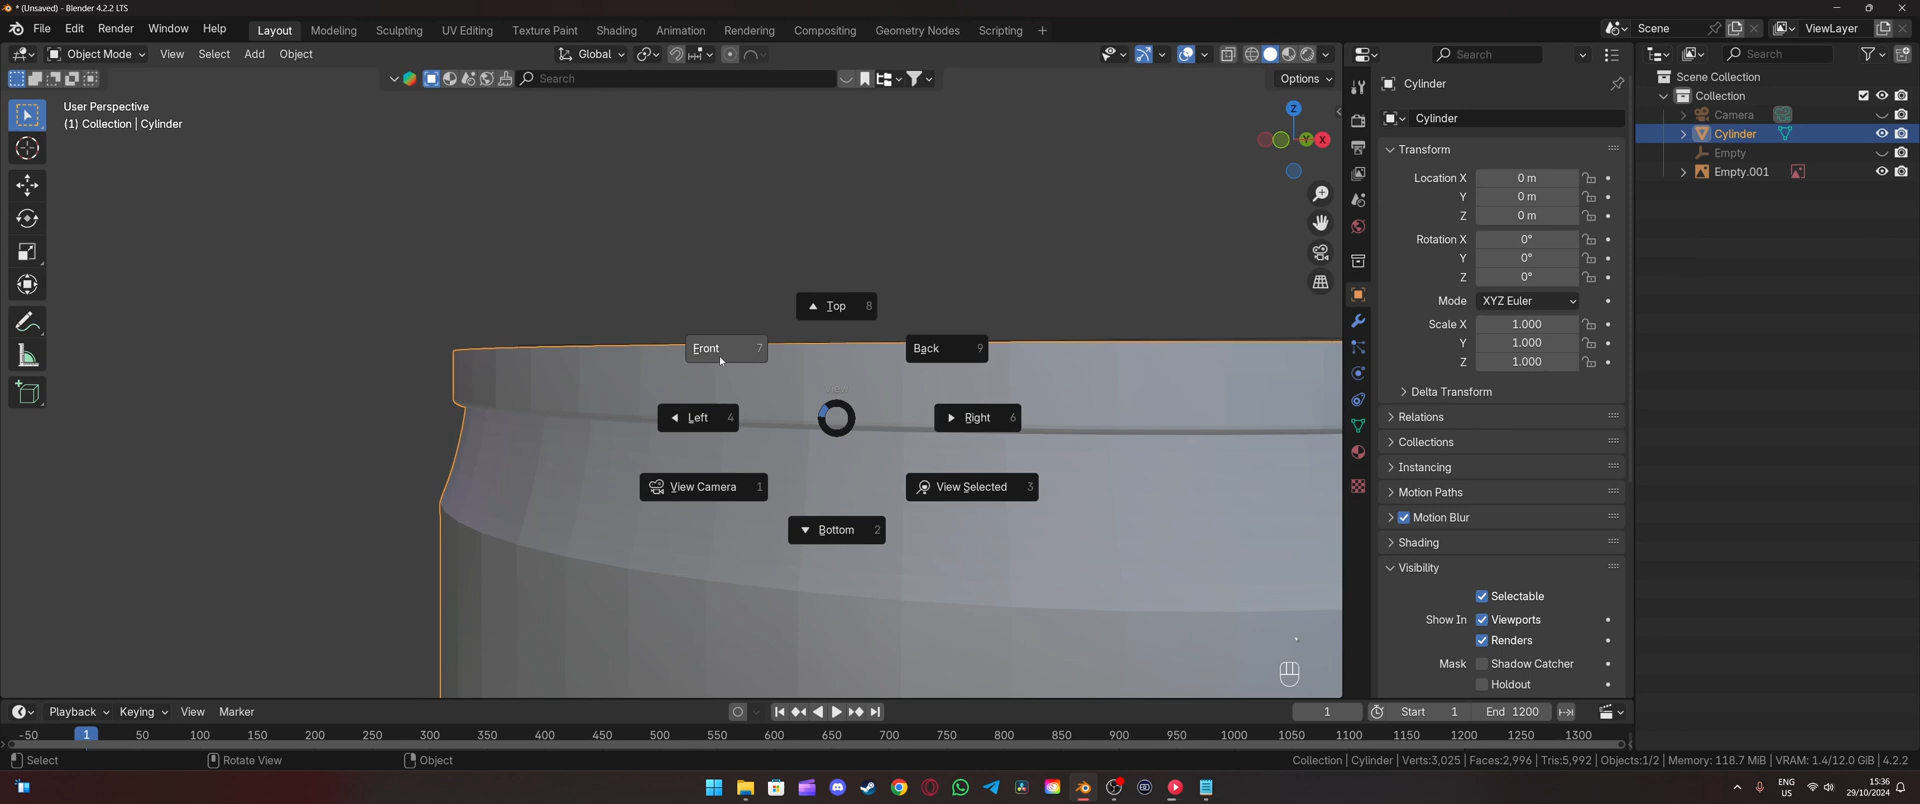 * (Unsaved) - Blender 4.2.2 LTS
File Edit Render Window Help Layout Modeling Sculpting UV Editing Texture Paint Shading Animation Rendering Compositing Geometry Nodes Scripting + Scene ViewLayer
Object Mode View Select Add Object Global Search Search
Search Options
User Perspective
(1) Collection | Cylinder
Z
Y X
Top 8
Front 7
Back 9
View
Left 4
Right 6
View Camera 1
View Selected 3
Bottom 2
Cylinder
Cylinder
Transform
Location X 0 m
Y 0 m
Z 0 m
Rotation X 0°
Y 0°
Z 0°
Mode XYZ Euler
Scale X 1.000
Y 1.000
Z 1.000
Delta Transform
Relations
Collections
Instancing
Motion Paths
Motion Blur
Shading
Visibility
Selectable
Show In Viewports
Renders
Mask Shadow Catcher
Holdout
Scene Collection
Collection
Camera
Cylinder
Empty
Empty.001
Playback Keying View Marker 1 Start 1 End 1200
-50 1 50 100 150 200 250 300 350 400 450 500 550 600 650 700 750 800 850 900 950 1000 1050 1100 1150 1200 1250 1300
Select Rotate View Object Collection | Cylinder | Verts:3,025 | Faces:2,996 | Tris:5,992 | Objects:1/2 | Memory: 118.7 MiB | VRAM: 1.4/12.0 GiB | 4.2.2
ENG
US
15:36
29/10/2024